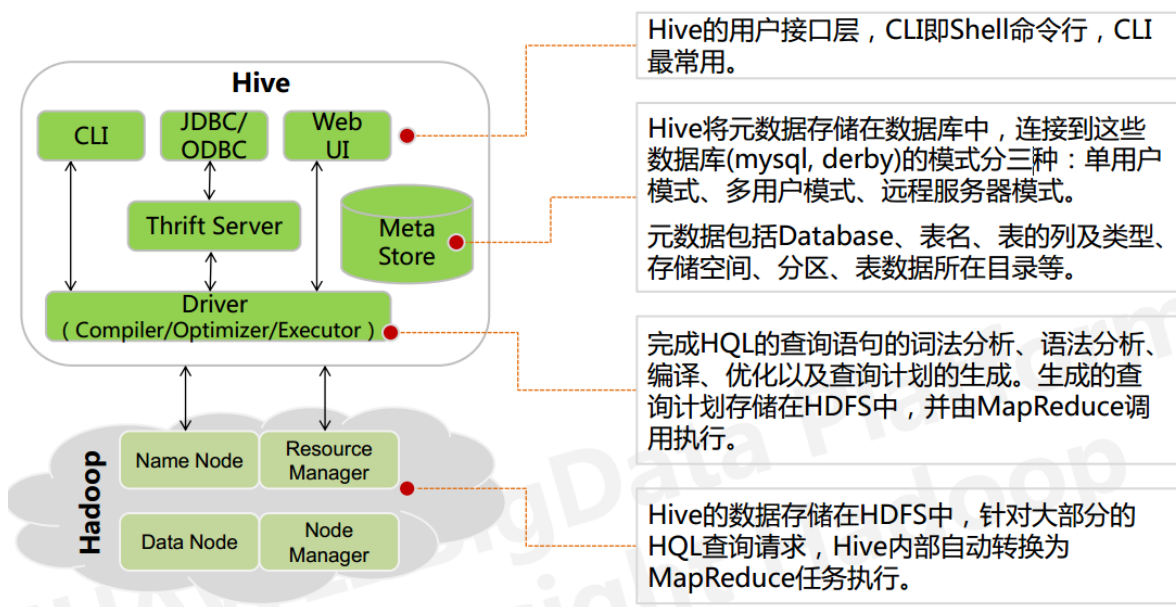 Hive
CLI
JDBC/
ODBC
Web
UI
Thrift Server
Meta
Store
Driver
（Compiler/Optimizer/Executor）
Hadoop
Name Node
Resource
Manager
Data Node
Node
Manager
Hive的用户接口层，CLI即Shell命令行，CLI
最常用。
Hive将元数据存储在数据库中，连接到这些
数据库(mysql, derby)的模式分三种：单用户
模式、多用户模式、远程服务器模式。
元数据包括Database、表名、表的列及类型、
存储空间、分区、表数据所在目录等。
完成HQL的查询语句的词法分析、语法分析、
编译、优化以及查询计划的生成。生成的查
询计划存储在HDFS中，并由MapReduce调
用执行。
Hive的数据存储在HDFS中，针对大部分的
HQL查询请求，Hive内部自动转换为
MapReduce任务执行。